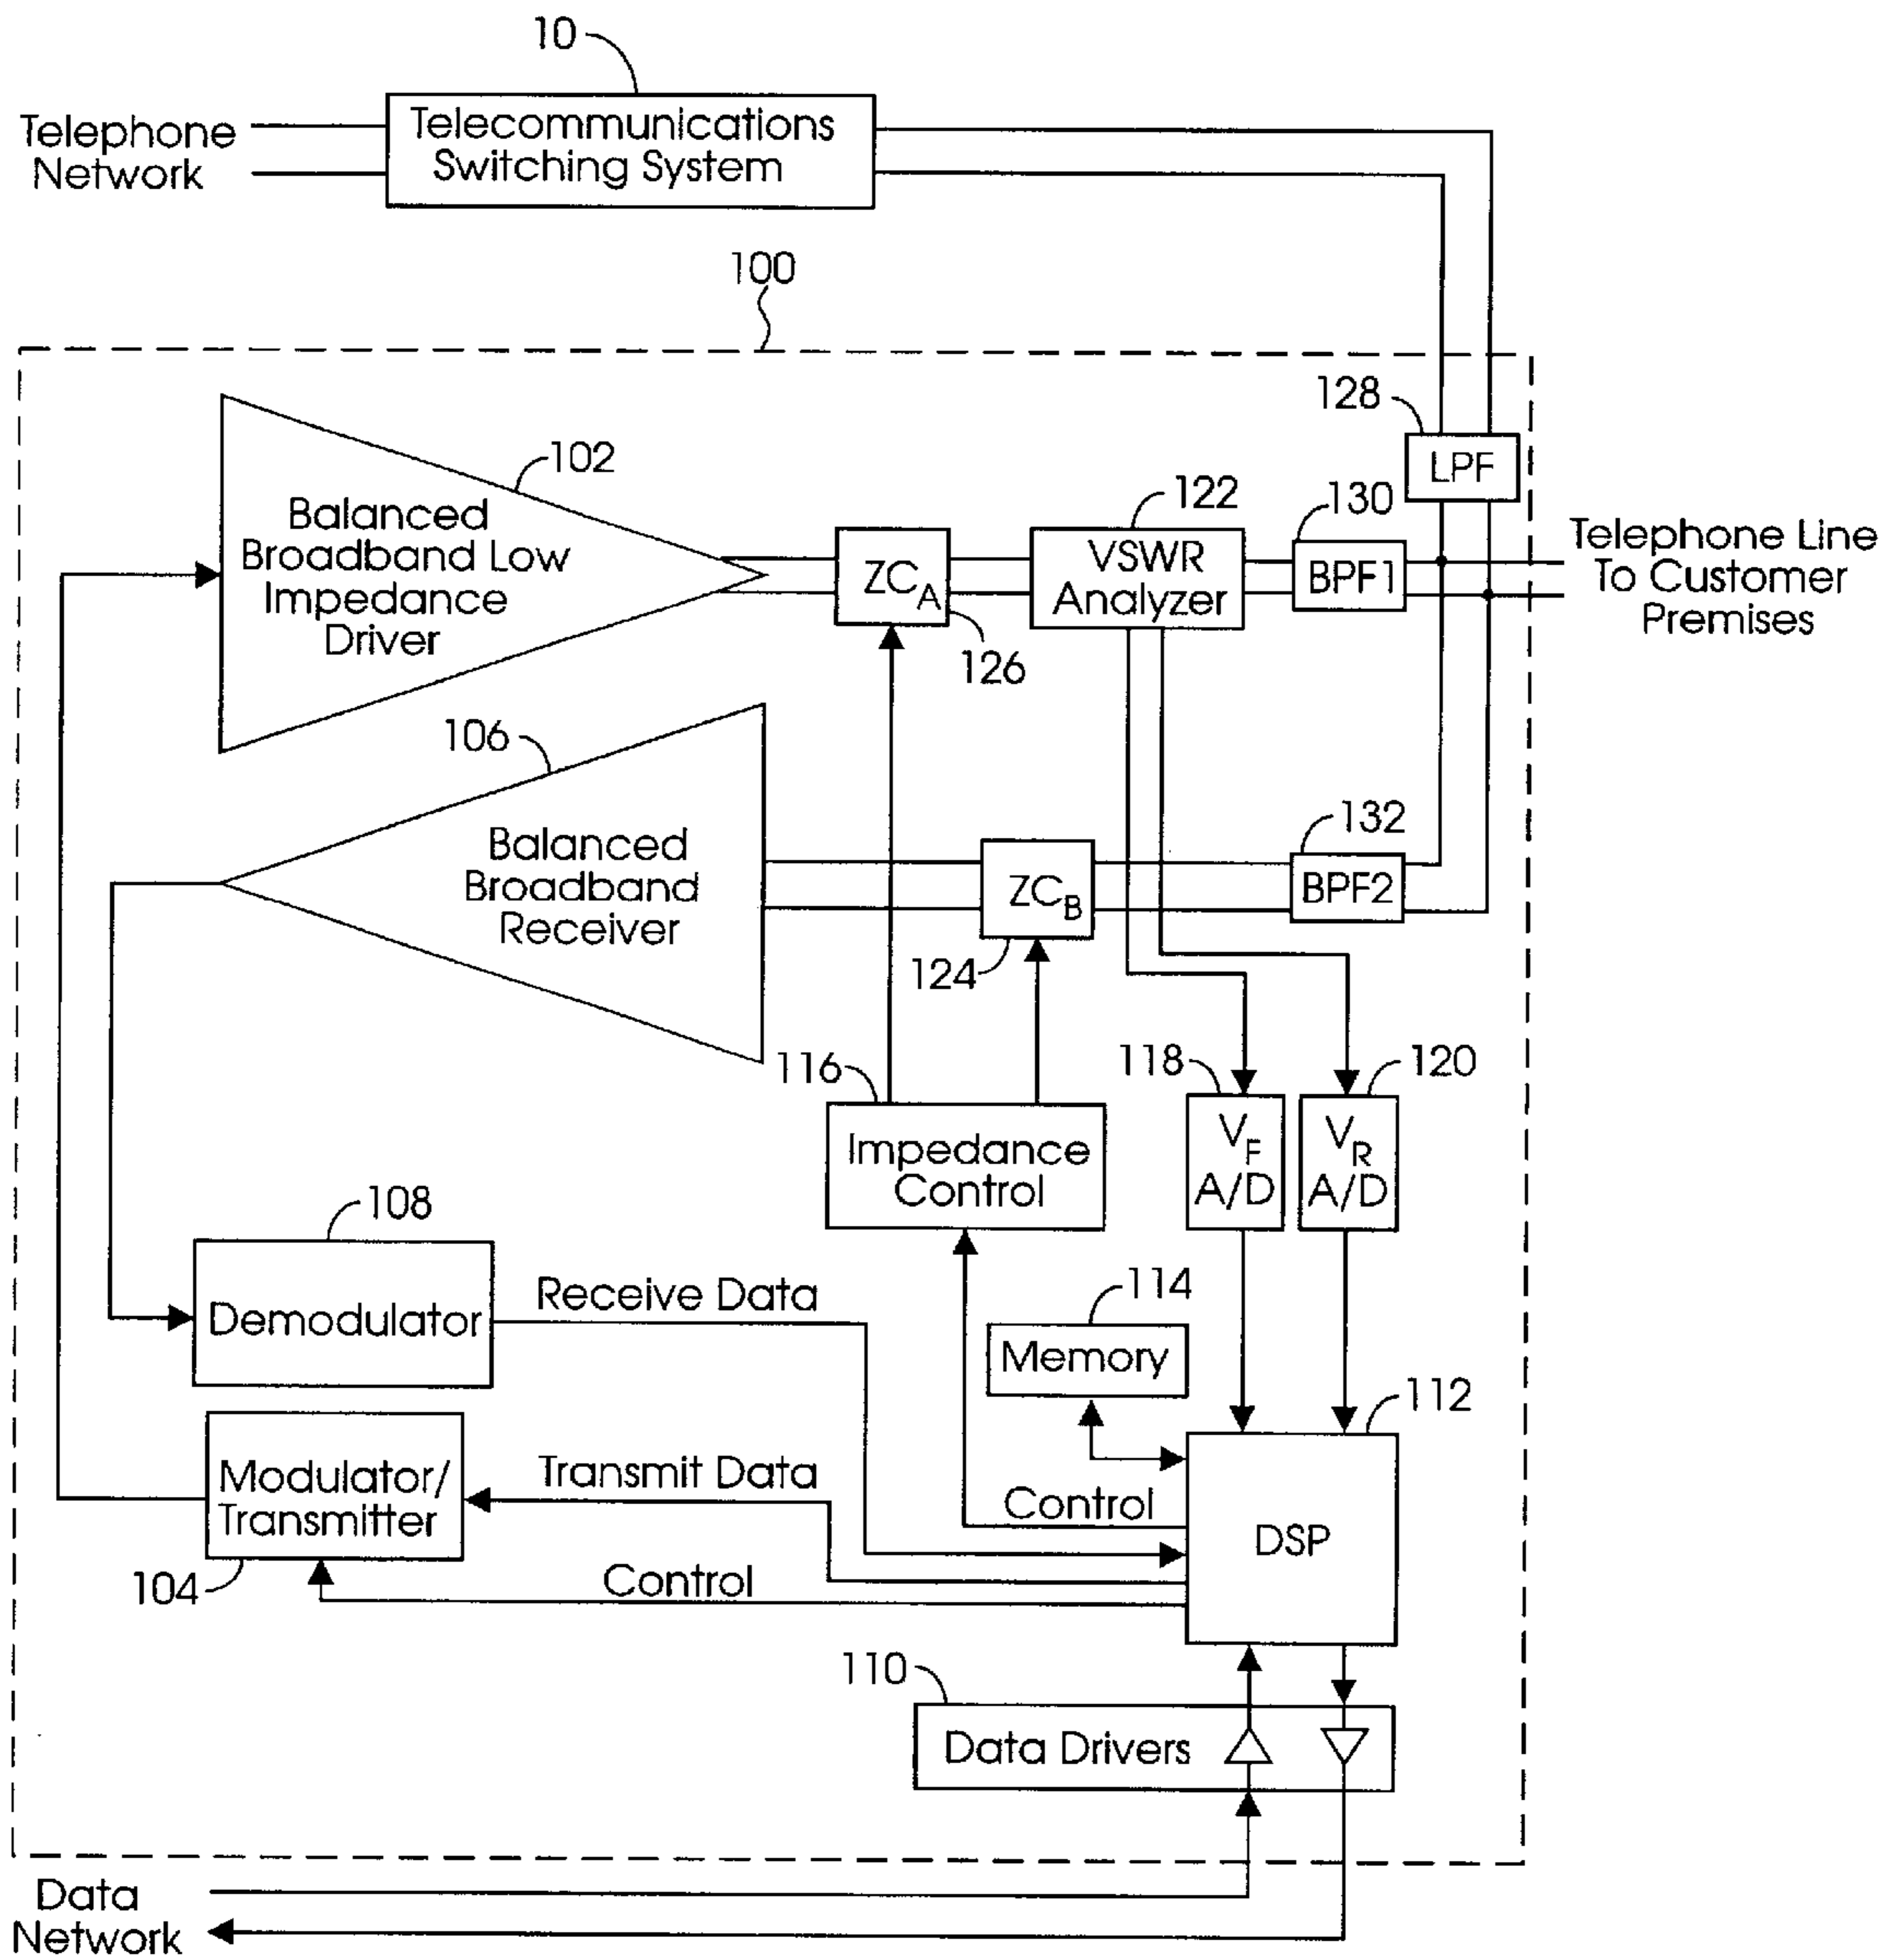 10
Telephone
Network
Telecommunications
Switching System
100
128
LPF
102
122
130
Balanced
Broadband Low
Impedance
Driver
ZCA
VSWR
Analyzer
BPF1
Telephone Line
To Customer
Premises
126
106
132
Balanced
Broadband
Receiver
ZCB
BPF2
124
116
118
120
Impedance
Control
VF
A/D
VR
A/D
108
Demodulator
Receive Data
114
Memory
112
Modulator/
Transmitter
Transmit Data
Control
DSP
104
Control
110
Data Drivers
Data
Network